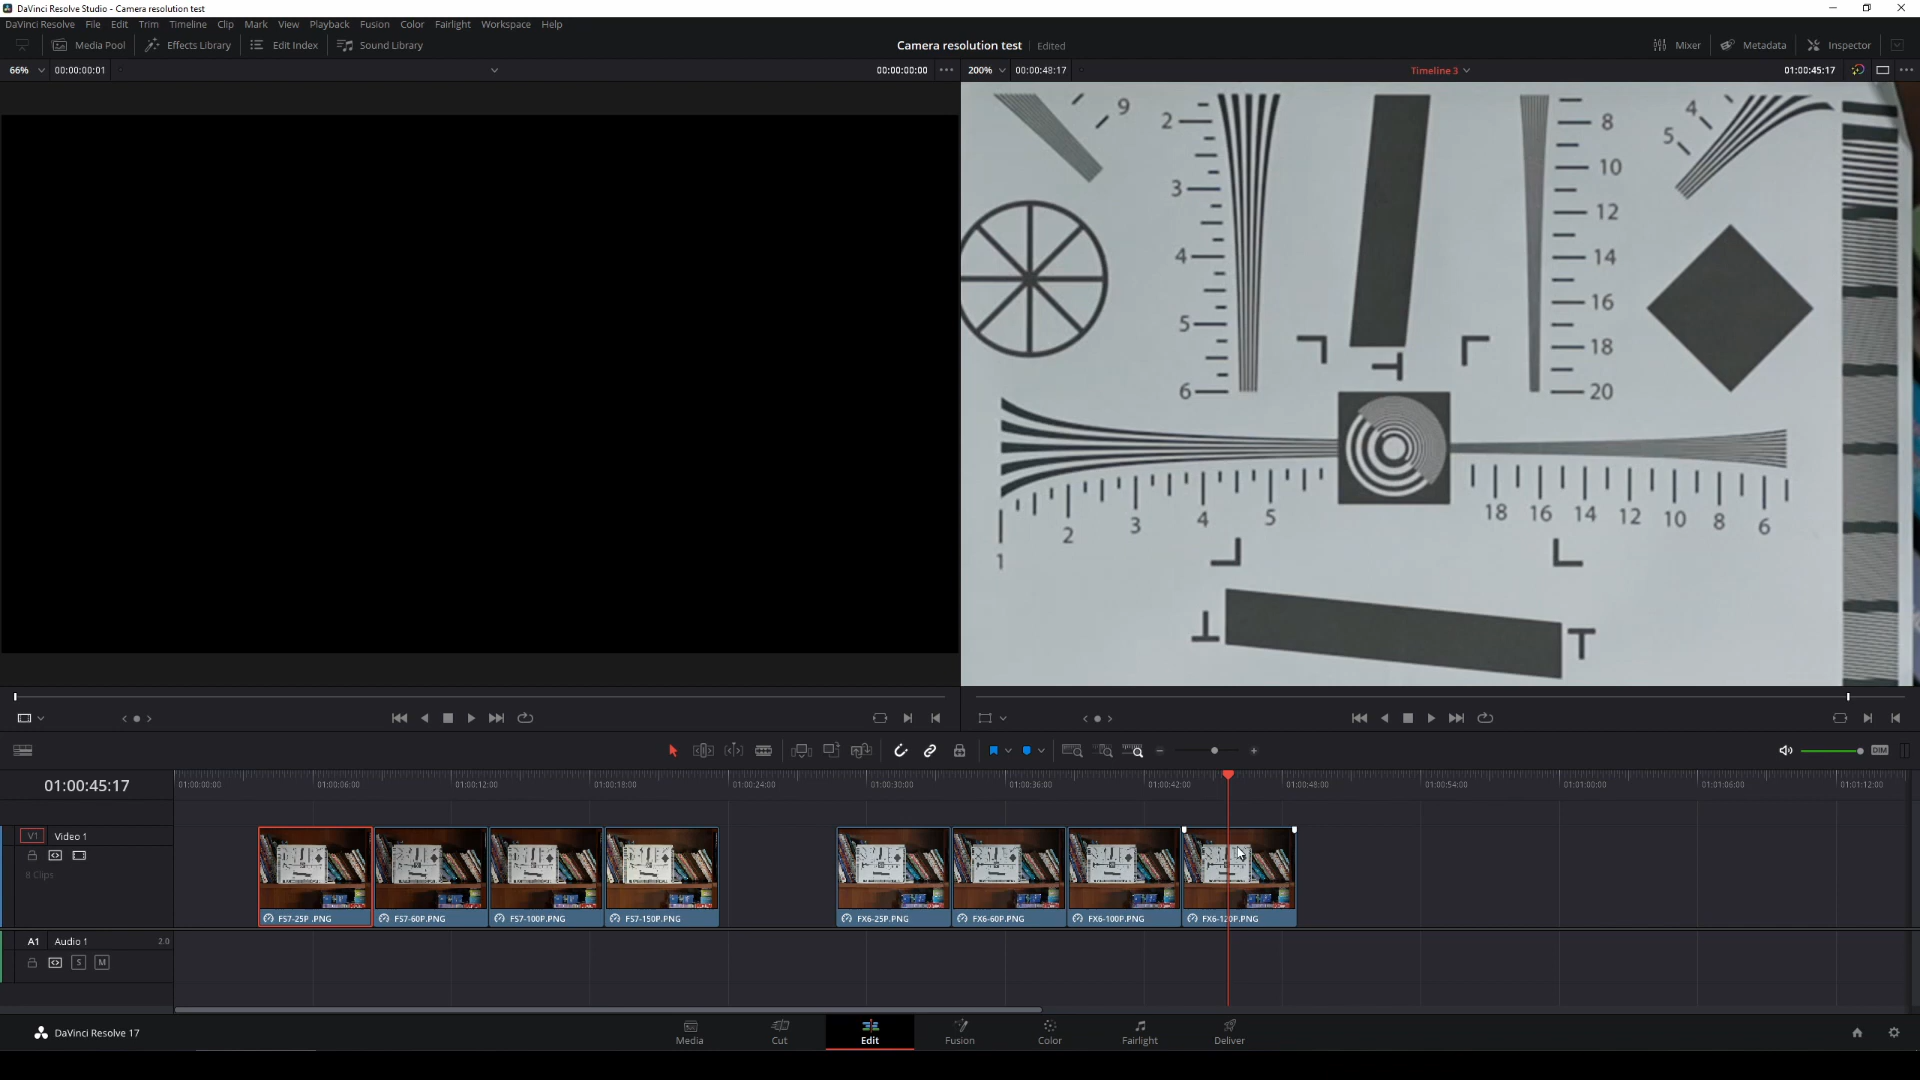 DaVinci Resolve Studio - Camera resolution test
DaVinci Resolve File Edit Trim Timeline Clip Mark View Playback Fusion Color Fairlight Workspace Help
Media Pool Effects Library Edit Index Sound Library Camera resolution test Edited Mixer Metadata Inspector
66% 00:00:00:01 00:00:00:00 200% 00:00:48:17 Timeline 3 01:00:45:17
9 2 8 4
5
3 10
12
4 14
16
5 18
6 20
T
18 16 14 12 10 8 6
2 3 4 5
1
T T
DIM
01:00:45:17
01:00:00:00 01:00:06:00 01:00:12:00 01:00:18:00 01:00:24:00 01:00:30:00 01:00:36:00 01:00:42:00 01:00:48:00 01:00:54:00 01:01:00:00 01:01:06:00 01:01:12:00
V1 Video 1
8 Clips
FS7-25P .PNG FS7-60P.PNG FS7-100P.PNG FS7-150P.PNG FX6-25P.PNG FX6-60P.PNG FX6-100P.PNG FX6-120P.PNG
A1 Audio 1 2.0
S M
DaVinci Resolve 17
Media Cut Edit Fusion Color Fairlight Deliver